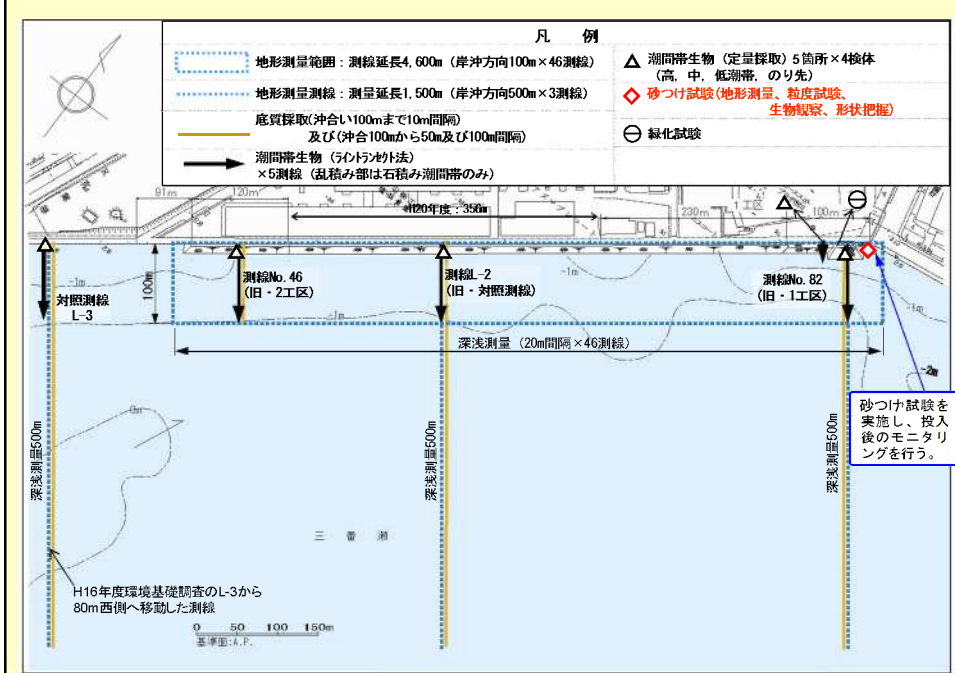 凡 例
地形測量範囲：測線延長4,600m（岸沖方向100m×46測線）
地形測量測線：測量延長1,500m（岸沖方向500m×3測線）
底質採取(沖合い100mまで10m間隔)
及び(沖合100mから50m及び100m間隔)
潮間帯生物（ﾗｲﾝﾄﾗﾝｾｸﾄ法）
×5測線（乱積み部は石積み潮間帯のみ）
潮間帯生物（定量採取）5箇所×4検体
（高, 中, 低潮帯, のり先）
砂つけ試験(地形測量、粒度試験、
生物観察、形状把握)
緑化試験
91m
120m
H20年度：356m
230m
1工区
100m
100m
対照測線
L-3
測線No.46
(旧・2工区)
測線L-2
(旧・対照測線)
測線No.82
(旧・1工区)
-1m
-1m
-1m
-1m
-2m
0m
深浅測量（20m間隔×46測線）
深浅測量500m
深浅測量500m
深浅測量500m
砂つけ試験を
実施し、投入
後のモニタリ
ングを行う。
三 番 瀬
H16年度環境基礎調査のL-3から
80m西側へ移動した測線
0 50 100 150m
基準面:A.P.